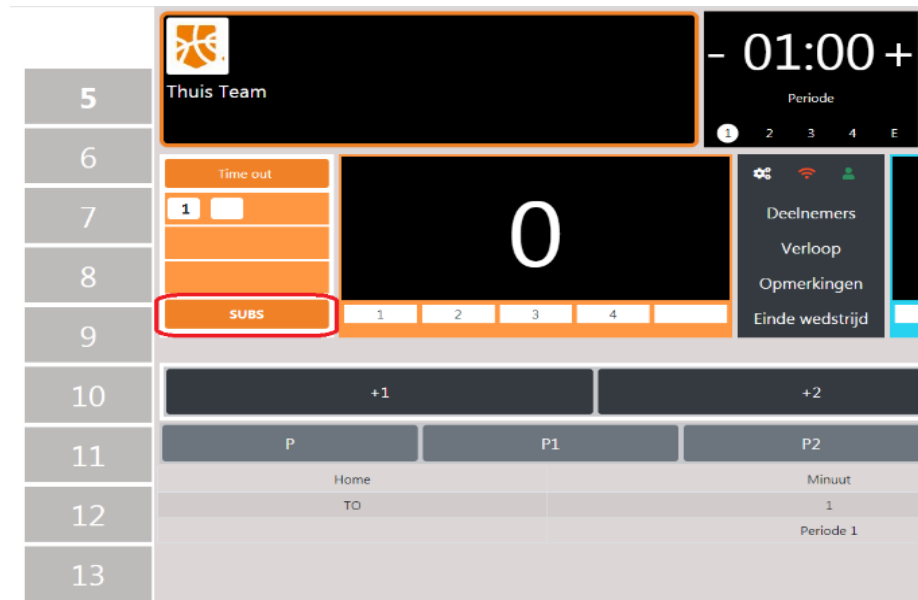 5
6
7
8
9
10
11
12
13
Thuis Team
- 01:00 +
Periode
1 2 3 4 E
Time out
1
SUBS
0
1 2 3 4
Deelnemers
Verloop
Opmerkingen
Einde wedstrijd
+1 +2
P P1 P2
Home Minuut
TO 1
Periode 1